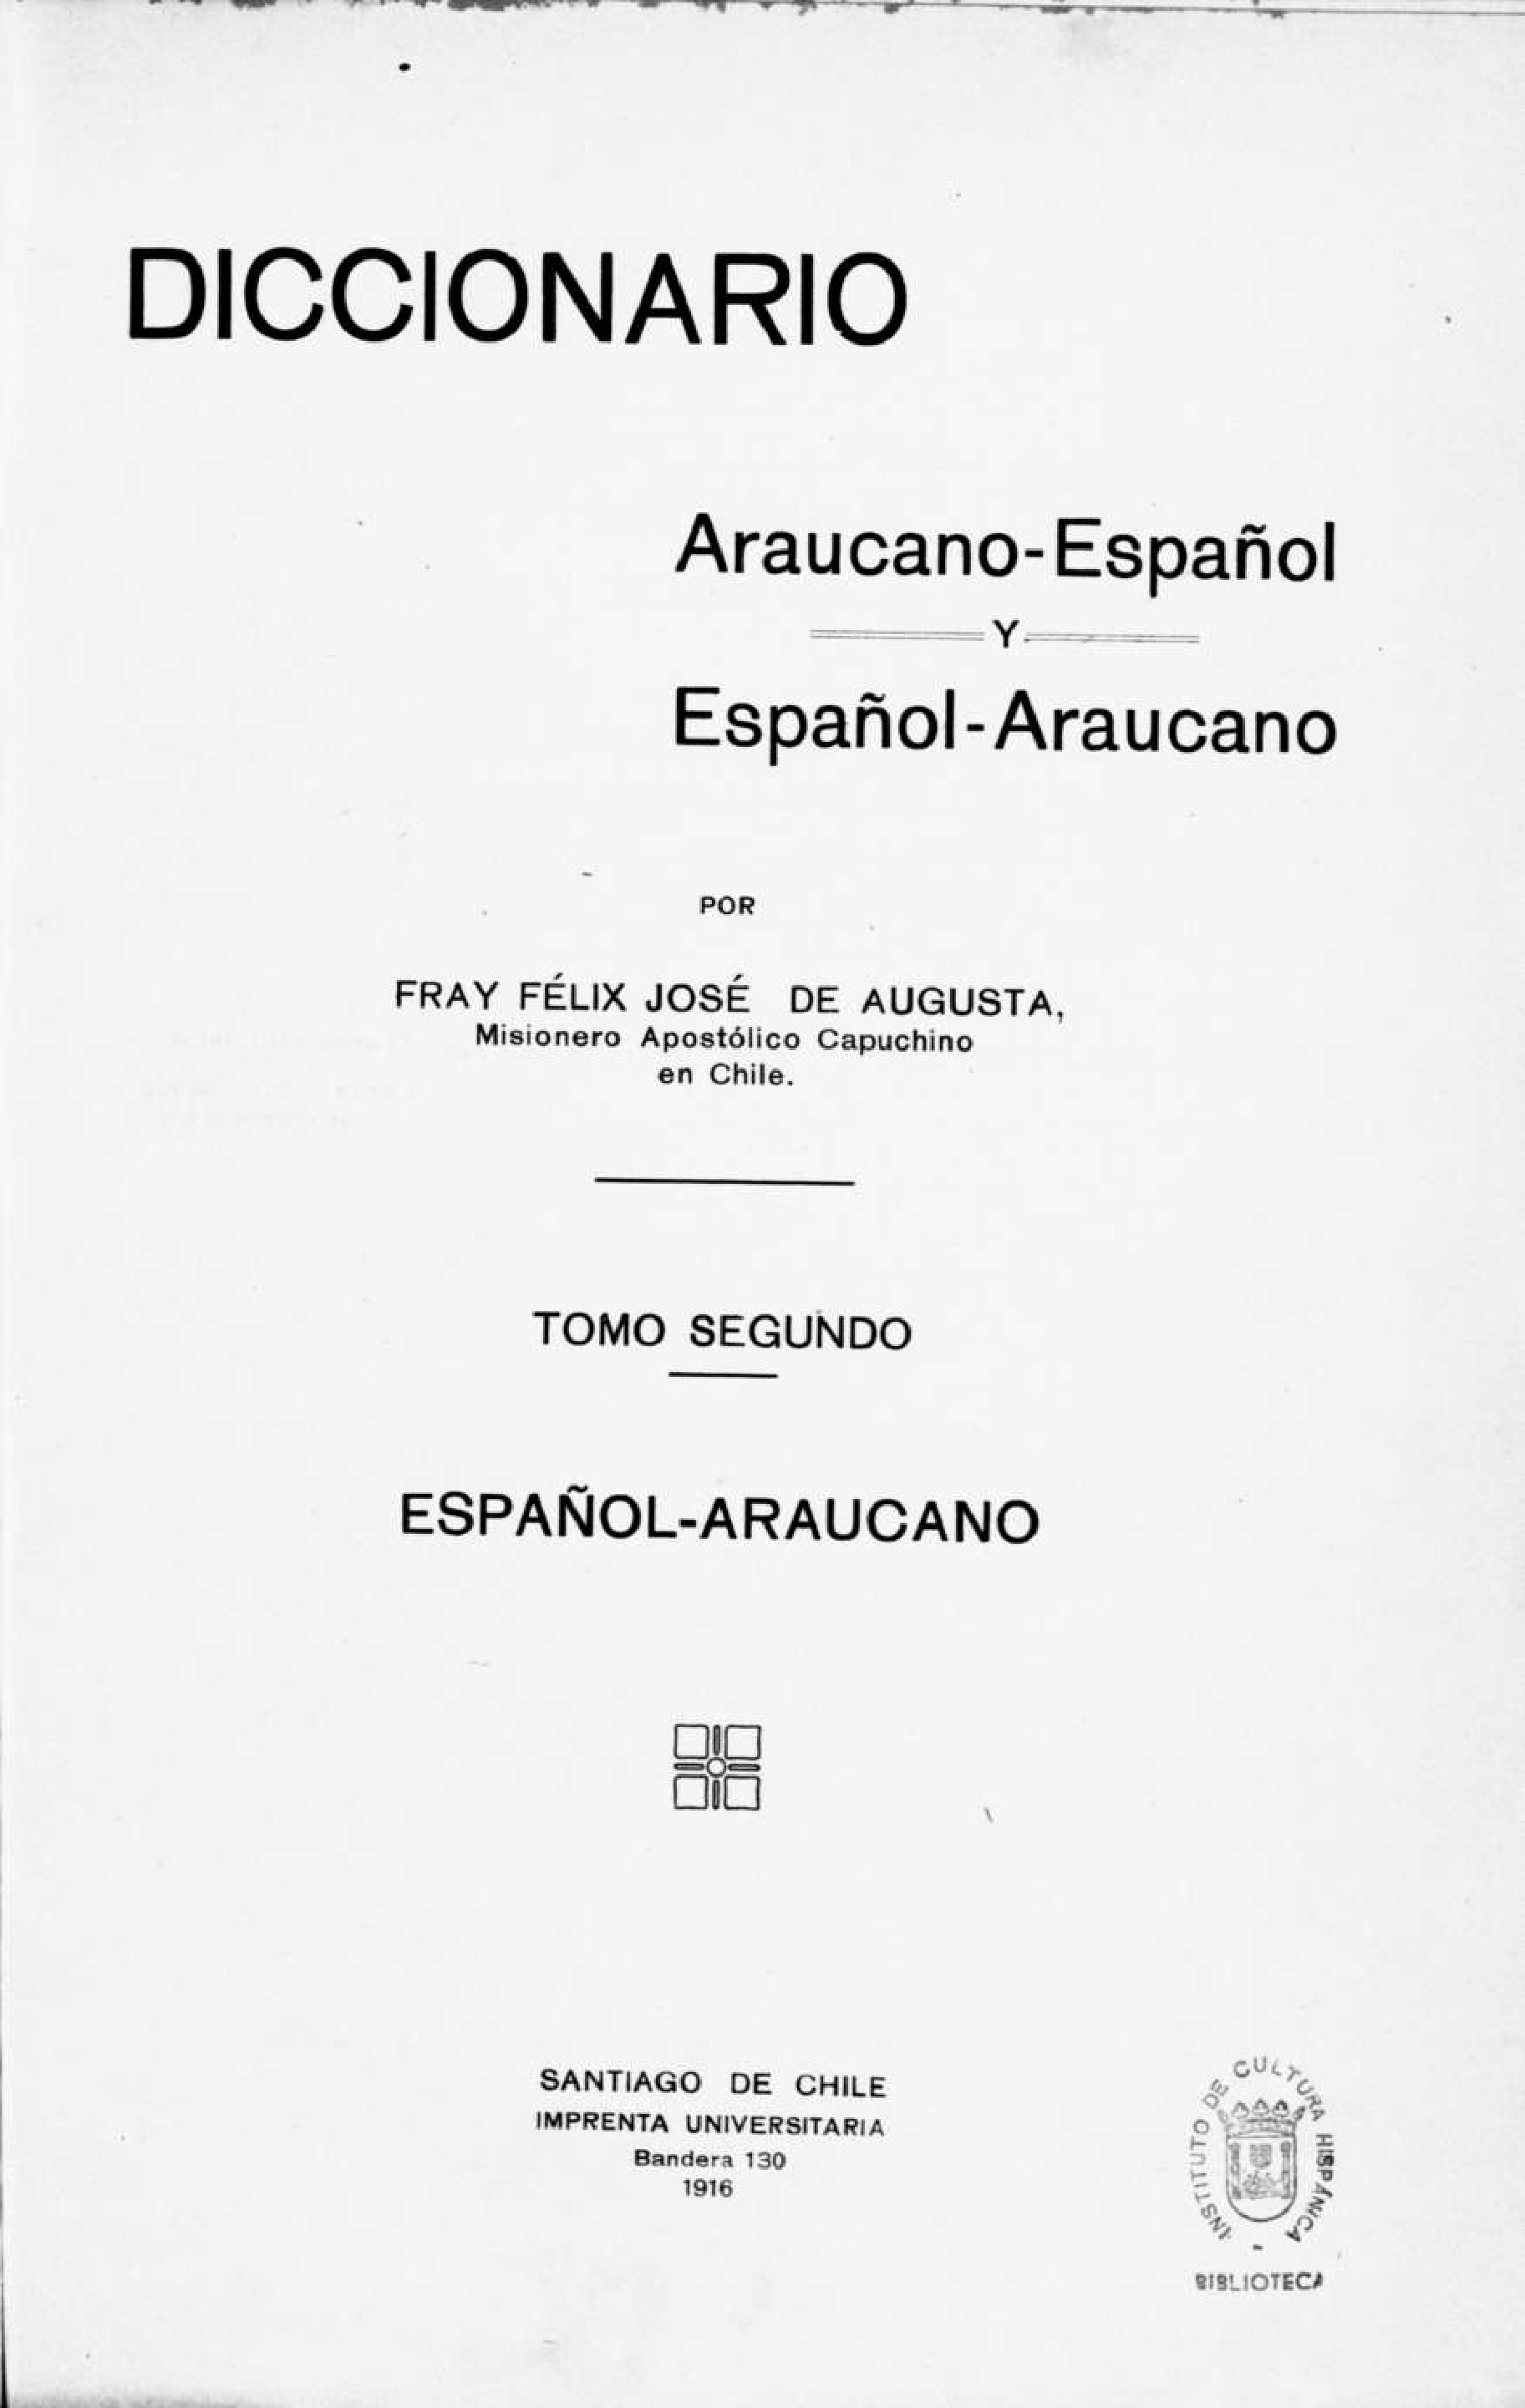 DICCIONARIO
Araucano-Español
Y
Español-Araucano
POR
FRAY FÉLIX JOSÉ DE AUGUSTA,
Misionero Apostólico Capuchino
en Chile.
TOMO SEGUNDO
ESPAÑOL-ARAUCANO
SANTIAGO DE CHILE
IMPRENTA UNIVERSITARIA
Bandera 130
1916
INSTITUTO DE CULTURA HISPÁNICA
BIBLIOTECA